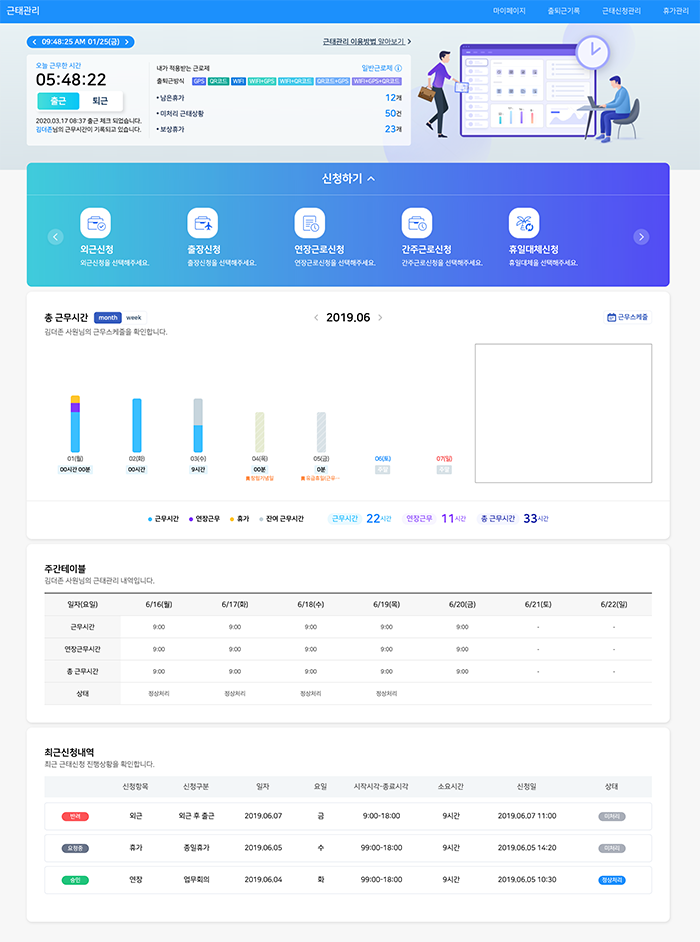 근태관리 마이페이지 출퇴근기록 근태신청관리 휴가관리
09:48:25 AM 01/25(금) 근태관리 이용방법 알아보기
오늘 근무한 시간
05:48:22
출근 퇴근
2020.03.17 08:37 출근 체크 되었습니다.
김더존님의 근무시간이 기록되고 있습니다.
내가 적용받는 근로제 일반근로제
출퇴근방식 GPS QR코드 WIFI WIFI+GPS WIFI+QR코드 QR코드+GPS WIFI+GPS+QR코드
남은휴가 12개
미처리 근태상황 50건
보상휴가 23개
신청하기
외근신청 출장신청 연장근로신청 간주근로신청 휴일대체신청
외근신청을 선택해주세요. 출장신청을 선택해주세요. 연장근로신청을 선택해주세요. 간주근로신청을 선택해주세요. 휴일대체를 선택해주세요.
총 근무시간 month week 2019.06 근무스케줄
김더존 사원님의 근무스케줄을 확인합니다.
01(월) 02(화) 03(수) 04(목) 05(금) 06(토) 07(일)
00시간 00분 00시간 9시간 00분 0분 주말 주말
창립기념일
근무시간 연장근무 휴가 잔여 근무시간 근무시간 22시간 연장근무 11시간 총 근무시간 33시간
주간테이블
김더존 사원님의 근태관리 내역입니다.
일자(요일) 6/16(월) 6/17(화) 6/18(수) 6/19(목) 6/20(금) 6/21(토) 6/22(일)
근무시간 9:00 9:00 9:00 9:00 9:00 - -
연장근무시간 9:00 9:00 9:00 9:00 9:00 - -
총 근무시간 9:00 9:00 9:00 9:00 9:00 - -
상태 정상처리 정상처리 정상처리 정상처리
최근신청내역
최근 근태신청 진행상황을 확인합니다.
신청항목 신청구분 일자 요일 시작시각-종료시각 소요시간 신청일 상태
반려 외근 외근 후 출근 2019.06.07 금 9:00-18:00 9시간 2019.06.07 11:00 미처리
요청중 휴가 종일휴가 2019.06.05 수 99:00-18:00 9시간 2019.06.05 14:20 미처리
승인 연장 업무회의 2019.06.04 화 99:00-18:00 9시간 2019.06.05 10:30 정상처리